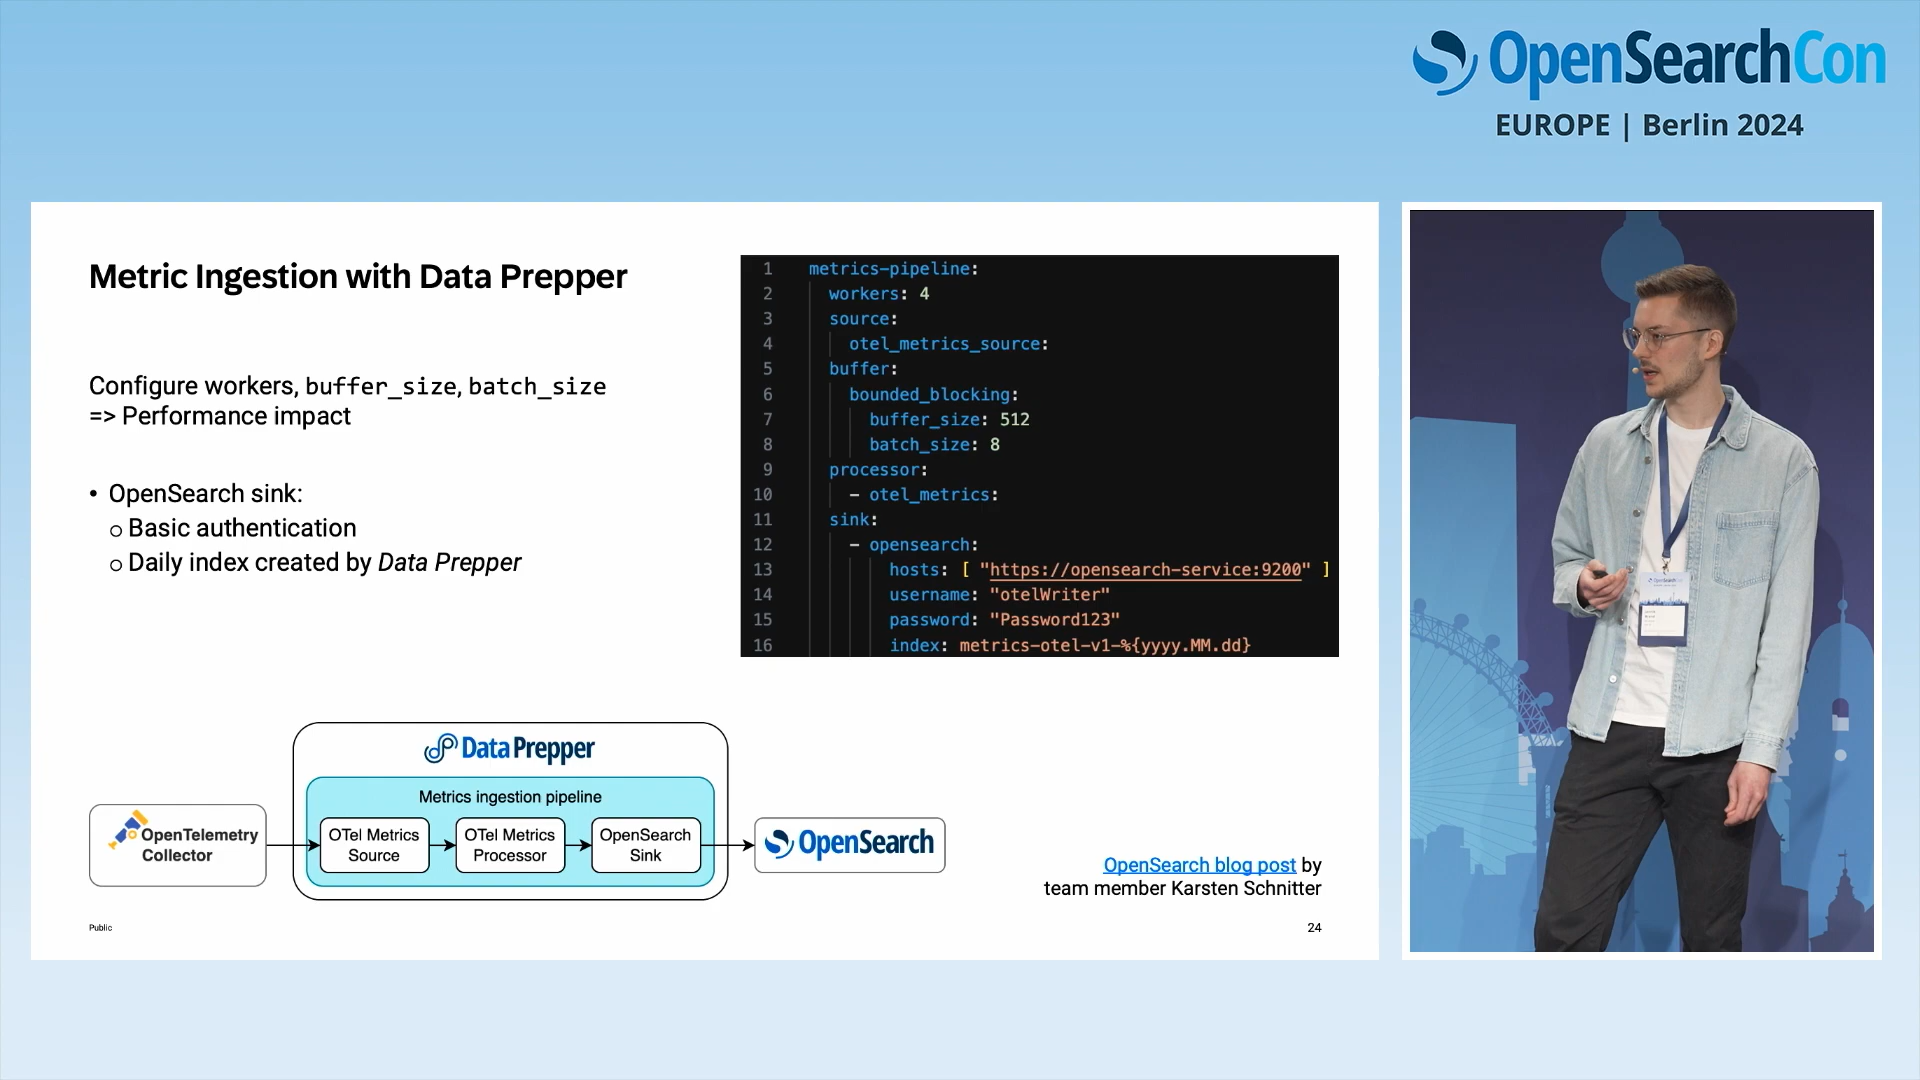 OpenSearchCon
EUROPE | Berlin 2024
Metric Ingestion with Data Prepper
Configure workers, buffer_size, batch_size
=> Performance impact
• OpenSearch sink:
o Basic authentication
o Daily index created by Data Prepper
1 metrics-pipeline:
2 workers: 4
3 source:
4 otel_metrics_source:
5 buffer:
6 bounded_blocking:
7 buffer_size: 512
8 batch_size: 8
9 processor:
10 - otel_metrics:
11 sink:
12 - opensearch:
13 hosts: [ "https://opensearch-service:9200" ]
14 username: "otelWriter"
15 password: "Password123"
16 index: metrics-otel-v1-%{yyyy.MM.dd}
Data Prepper
Metrics ingestion pipeline
OpenTelemetry
Collector
OTel Metrics
Source
OTel Metrics
Processor
OpenSearch
Sink
OpenSearch
OpenSearch blog post by
team member Karsten Schnitter
Public
24